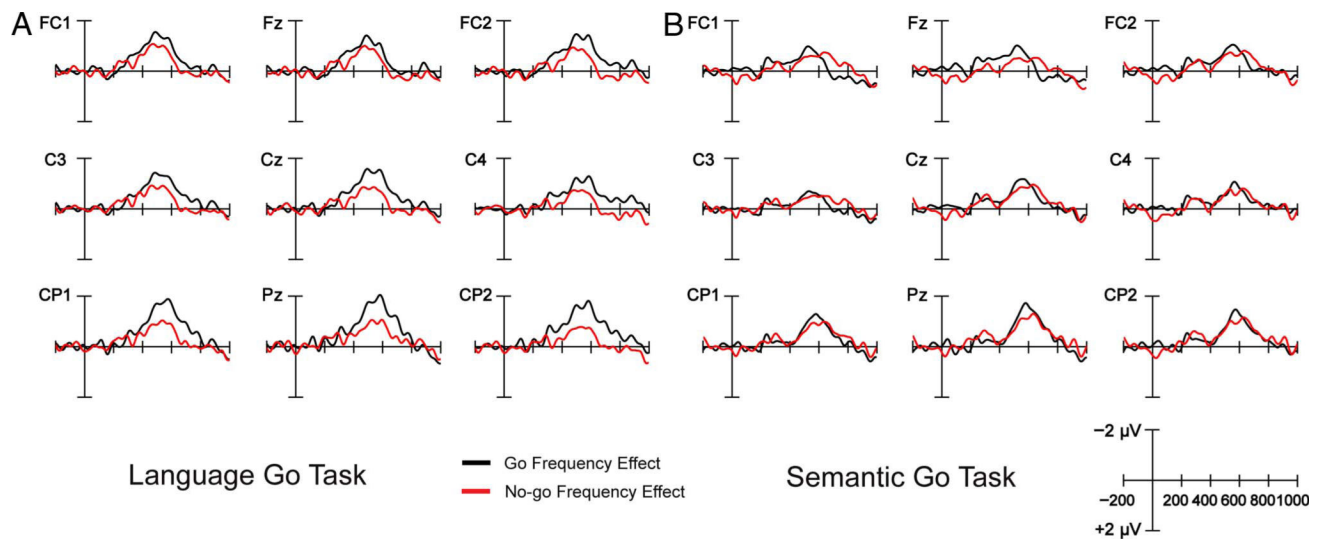 A FC1 Fz FC2 B FC1 Fz FC2
C3 Cz C4 C3 Cz C4
CP1 Pz CP2 CP1 Pz CP2
−2 µV
Language Go Task
Go Frequency Effect
No-go Frequency Effect
Semantic Go Task
−200 200 400 600 8001000
+2 µV